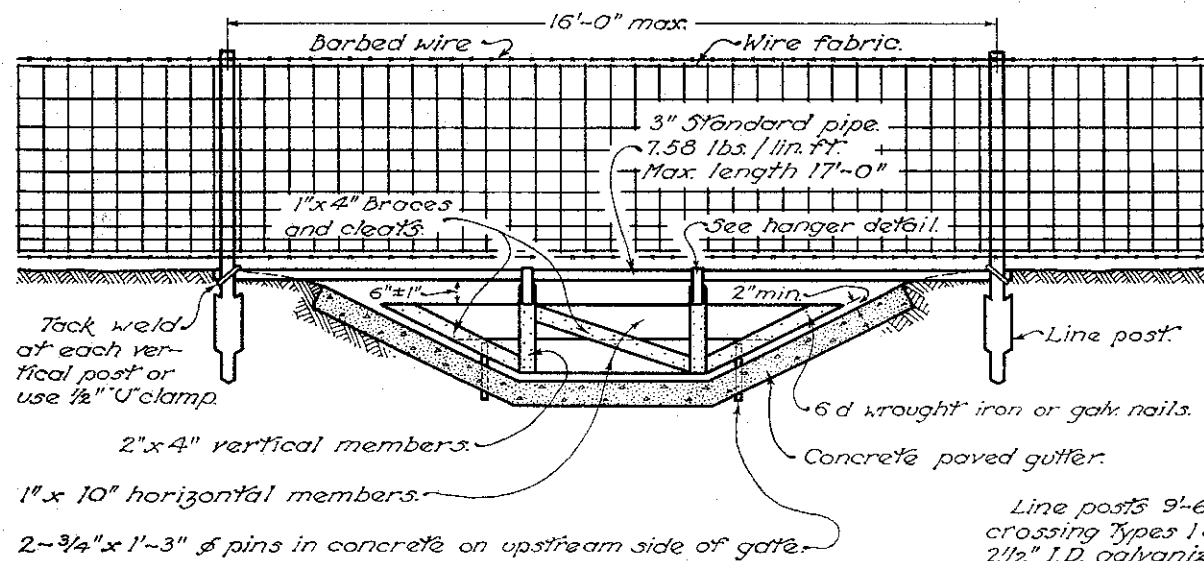 16'-0" max.
Barbed wire
Wire fabric.
3" Standard pipe.
7.58 lbs./lin. ft.
Max. length 17'-0"
1"x 4" Braces
and cleats.
See hanger detail.
6"±1"
2" min.
Tack weld
at each ver-
tical post or
use ½" "U" clamp.
Line post.
6 d wrought iron or galv. nails.
2"x 4" vertical members.
Concrete paved gutter.
1"x 10" horizontal members.
2~3/4"x 1'-3" ∮ pins in concrete on upstream side of gate.
Line posts 9'-6
crossing Types 1
2½" I.D. galvaniz